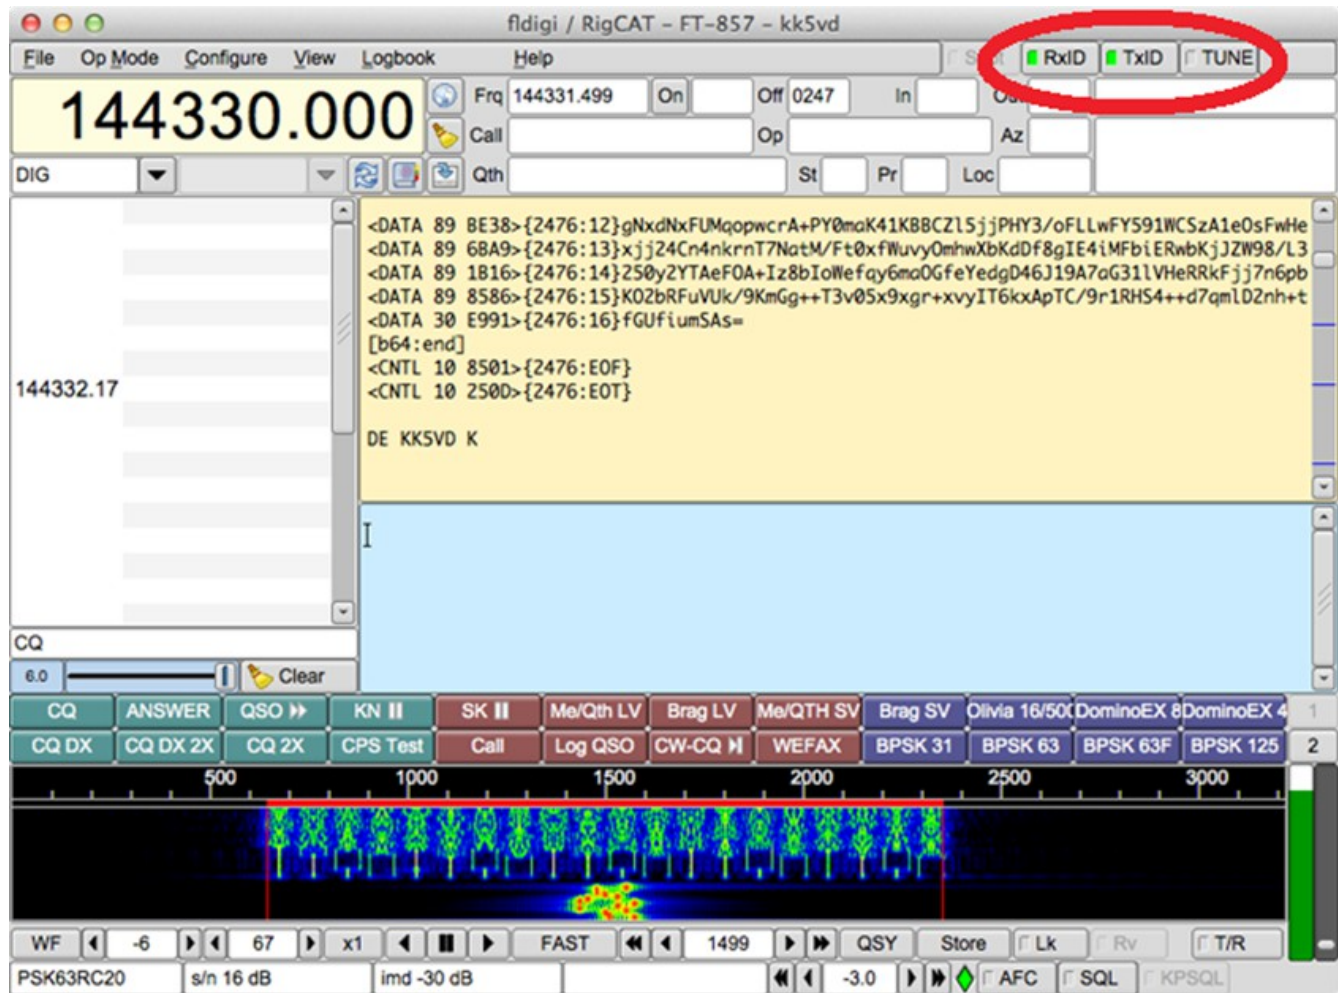 fldigi / RigCAT - FT-857 - kk5vd
File Op Mode Configure View Logbook Help RxID TxID TUNE
144330.000 Frq 144331.499 On Off 0247 In
Call Op Az
DIG Qth St Pr Loc
<DATA 89 BE38>{2476:12}gNxdNxFUMqopwcrA+PY0maK41KBBCZl5jjPHY3/oFLLwFY591WCSzA1eOsFwHe
<DATA 89 6BA9>{2476:13}xjj24Cn4nkrnT7NatM/Ft0xfWuvyOmhwXbKdDf8gIE4iMFbiERwbKjJZW98/L3
<DATA 89 1B16>{2476:14}250y2YTAeFOA+Iz8bIoWefqy6maOGfeYedgD46J19A7aG31lVHeRRkFjj7n6pb
<DATA 89 8586>{2476:15}KO2bRFuVUk/9KmGg++T3v05x9xgr+xvyIT6kxApTC/9r1RHS4++d7qmlD2nh+t
<DATA 30 E991>{2476:16}fGUfiumSAs=
[b64:end]
<CNTL 10 8501>{2476:EOF}
<CNTL 10 250D>{2476:EOT}
144332.17
DE KK5VD K
CQ
6.0 Clear
CQ ANSWER QSO KN SK Me/Qth LV Brag LV Me/QTH SV Brag SV Olivia 16/500 DominoEX 8 DominoEX 4 1
CQ DX CQ DX 2X CQ 2X CPS Test Call Log QSO CW-CQ WEFAX BPSK 31 BPSK 63 BPSK 63F BPSK 125 2
500 1000 1500 2000 2500 3000
WF -6 67 x1 FAST 1499 QSY Store Lk Rv T/R
PSK63RC20 s/n 16 dB imd -30 dB -3.0 AFC SQL KPSQL